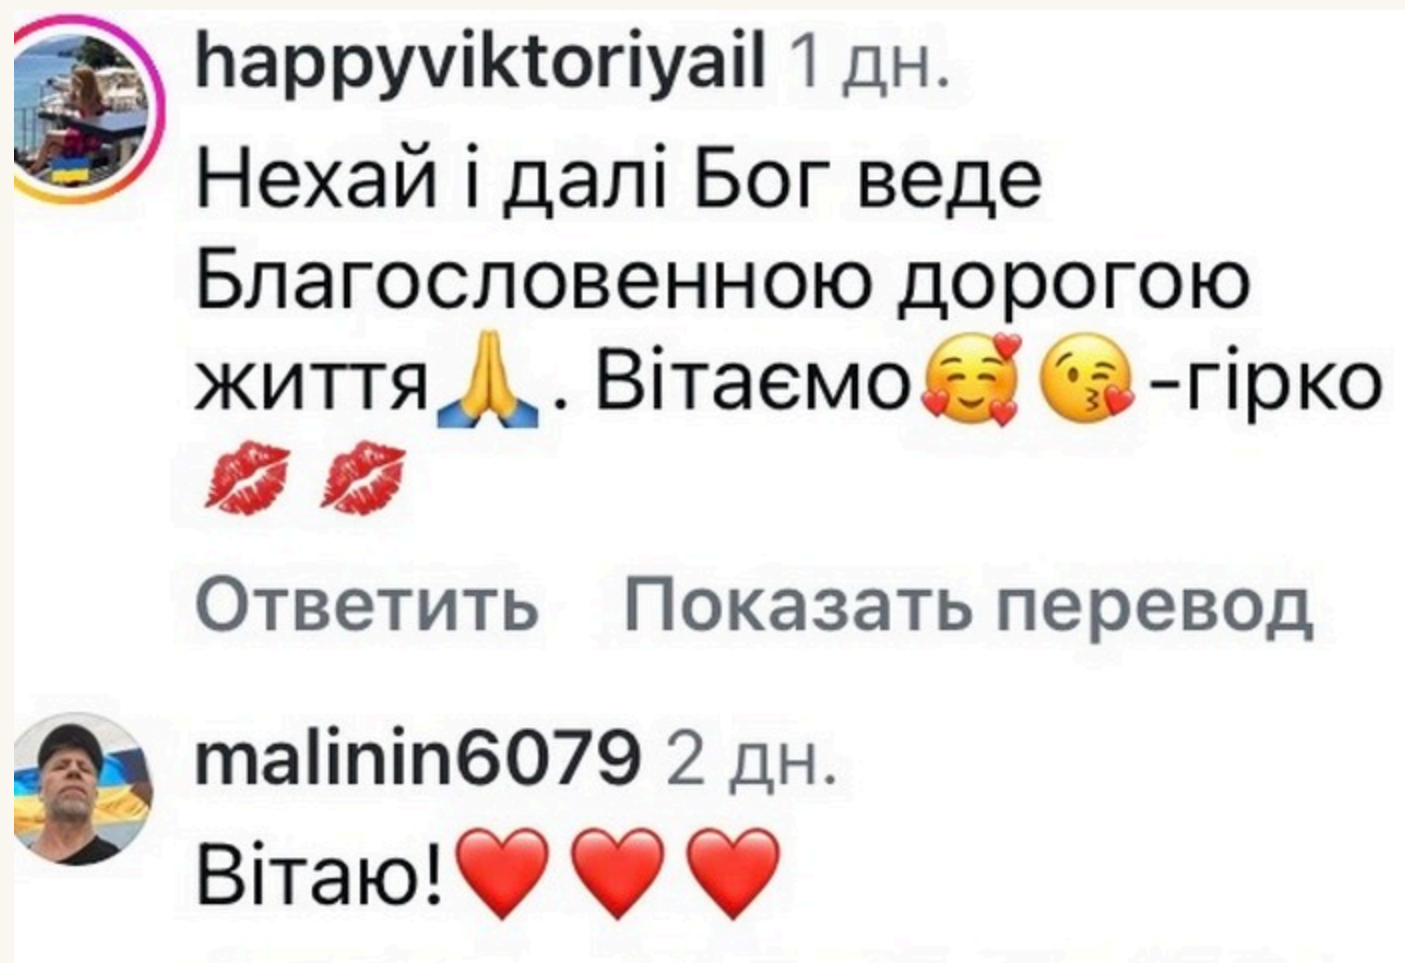 happyviktoriyail 1 дн.
Нехай і далі Бог веде
Благословенною дорогою
життя🙏. Вітаємо🥰😘-гірко
💋💋
Ответить Показать перевод
malinin6079 2 дн.
Вітаю!❤️❤️❤️